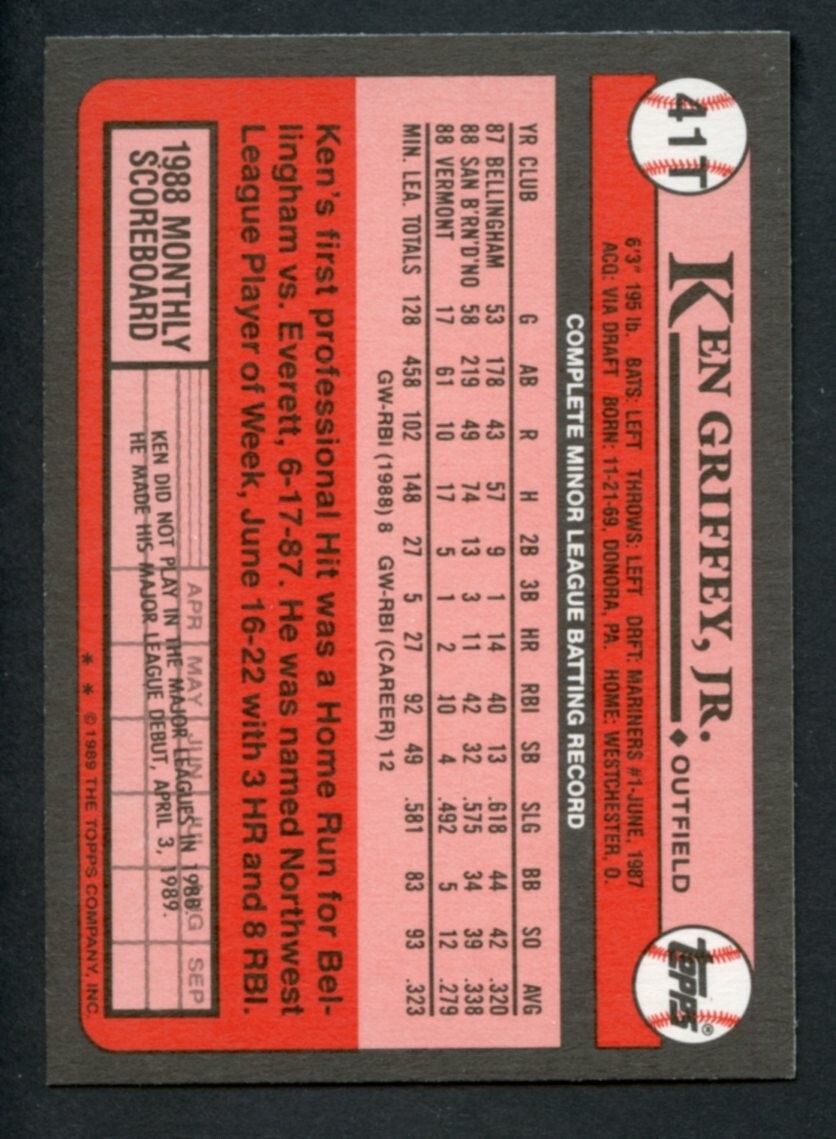 41T
KEN GRIFFEY, JR. ◆ OUTFIELD
topps®
6'3" 195 lb. BATS: LEFT THROWS: LEFT DRFT: MARINERS #1-JUNE, 1987
ACQ: VIA DRAFT BORN: 11-21-69, DONORA, PA. HOME: WESTCHESTER, O.
COMPLETE MINOR LEAGUE BATTING RECORD
YR CLUB G AB R H 2B 3B HR RBI SB SLG BB SO AVG
87 BELLINGHAM 53 178 43 57 9 1 14 40 13 .618 44 42 .320
88 SAN B'RN'D'NO 58 219 49 74 13 3 11 42 32 .575 34 39 .338
88 VERMONT 17 61 10 17 5 1 2 10 4 .492 5 12 .279
MIN. LEA. TOTALS 128 458 102 148 27 5 27 92 49 .581 83 93 .323
GW-RBI (1988) 8 GW-RBI (CAREER) 12
Ken's first professional Hit was a Home Run for Bel-
lingham vs. Everett, 6-17-87. He was named Northwest
League Player of Week, June 16-22 with 3 HR and 8 RBI.
1988 MONTHLY
SCOREBOARD
APR MAY JUN JUL AUG SEP
KEN DID NOT PLAY IN THE MAJOR LEAGUES IN 1988.
HE MADE HIS MAJOR LEAGUE DEBUT, APRIL 3, 1989.
* * ©1989 THE TOPPS COMPANY, INC.